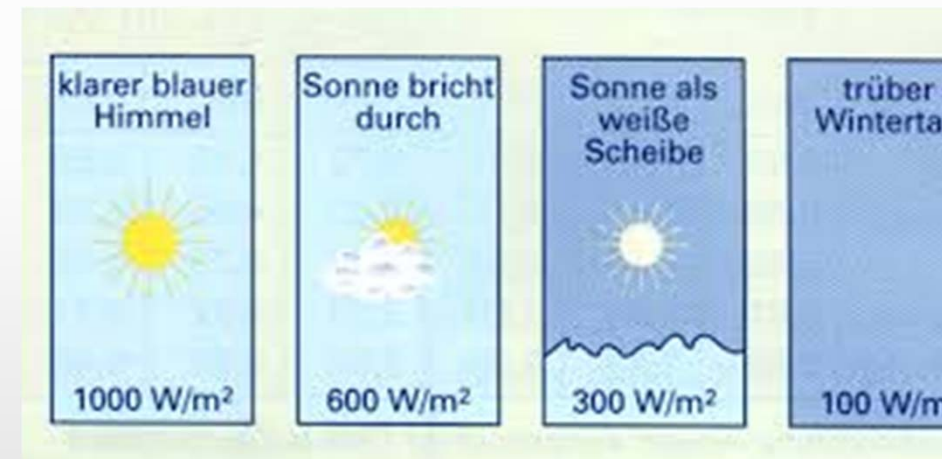 klarer blauer
Himmel
1000 W/m²
Sonne bricht
durch
600 W/m²
Sonne als
weiße
Scheibe
300 W/m²
trüber
Winterta
100 W/m